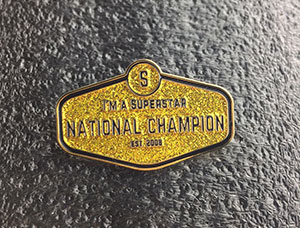 S
I'M A SUPERSTAR
NATIONAL CHAMPION
EST. 2008